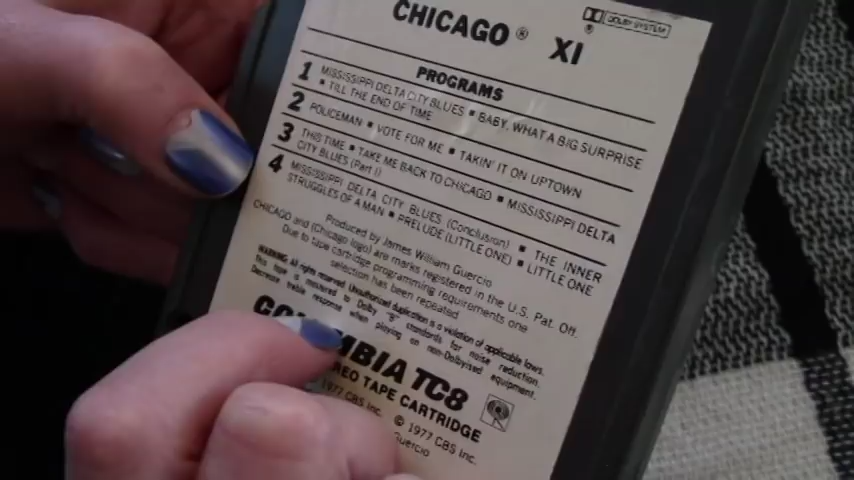 CHICAGO® XI
DOLBY SYSTEM ®
PROGRAMS
1 MISSISSIPPI DELTA CITY BLUES ▪ BABY, WHAT A BIG SURPRISE
▪ TILL THE END OF TIME
2 POLICEMAN ▪ VOTE FOR ME ▪ TAKIN' IT ON UPTOWN
3 THIS TIME ▪ TAKE ME BACK TO CHICAGO ▪ MISSISSIPPI DELTA
CITY BLUES (Part I)
4 MISSISSIPPI DELTA CITY BLUES (Conclusion) ▪ THE INNER
STRUGGLES OF A MAN ▪ PRELUDE (LITTLE ONE) ▪ LITTLE ONE
Produced by James William Guercio
CHICAGO and (Chicago logo) are marks registered in the U.S. Pat. Off.
Due to tape cartridge programming requirements one
selection has been repeated.
WARNING: All rights reserved. Unauthorized duplication is a violation of applicable laws.
This tape is mastered to Dolby "B" standards for noise reduction.
Decrease treble response when playing on non-Dolbyised equipment.
COLUMBIA TC8
STEREO TAPE CARTRIDGE
1977 CBS Inc. © 1977 CBS Inc.
Guercio